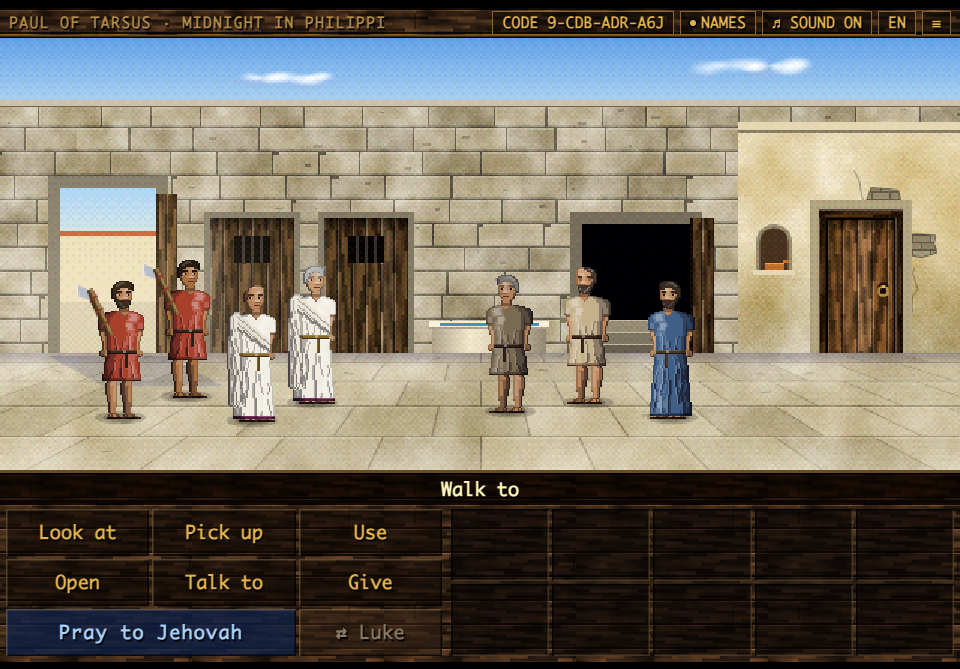 PAUL OF TARSUS · MIDNIGHT IN PHILIPPI
CODE 9-CDB-ADR-A6J
• NAMES
♬ SOUND ON
EN
≡
Walk to
Look at
Pick up
Use
Open
Talk to
Give
Pray to Jehovah
⇄ Luke